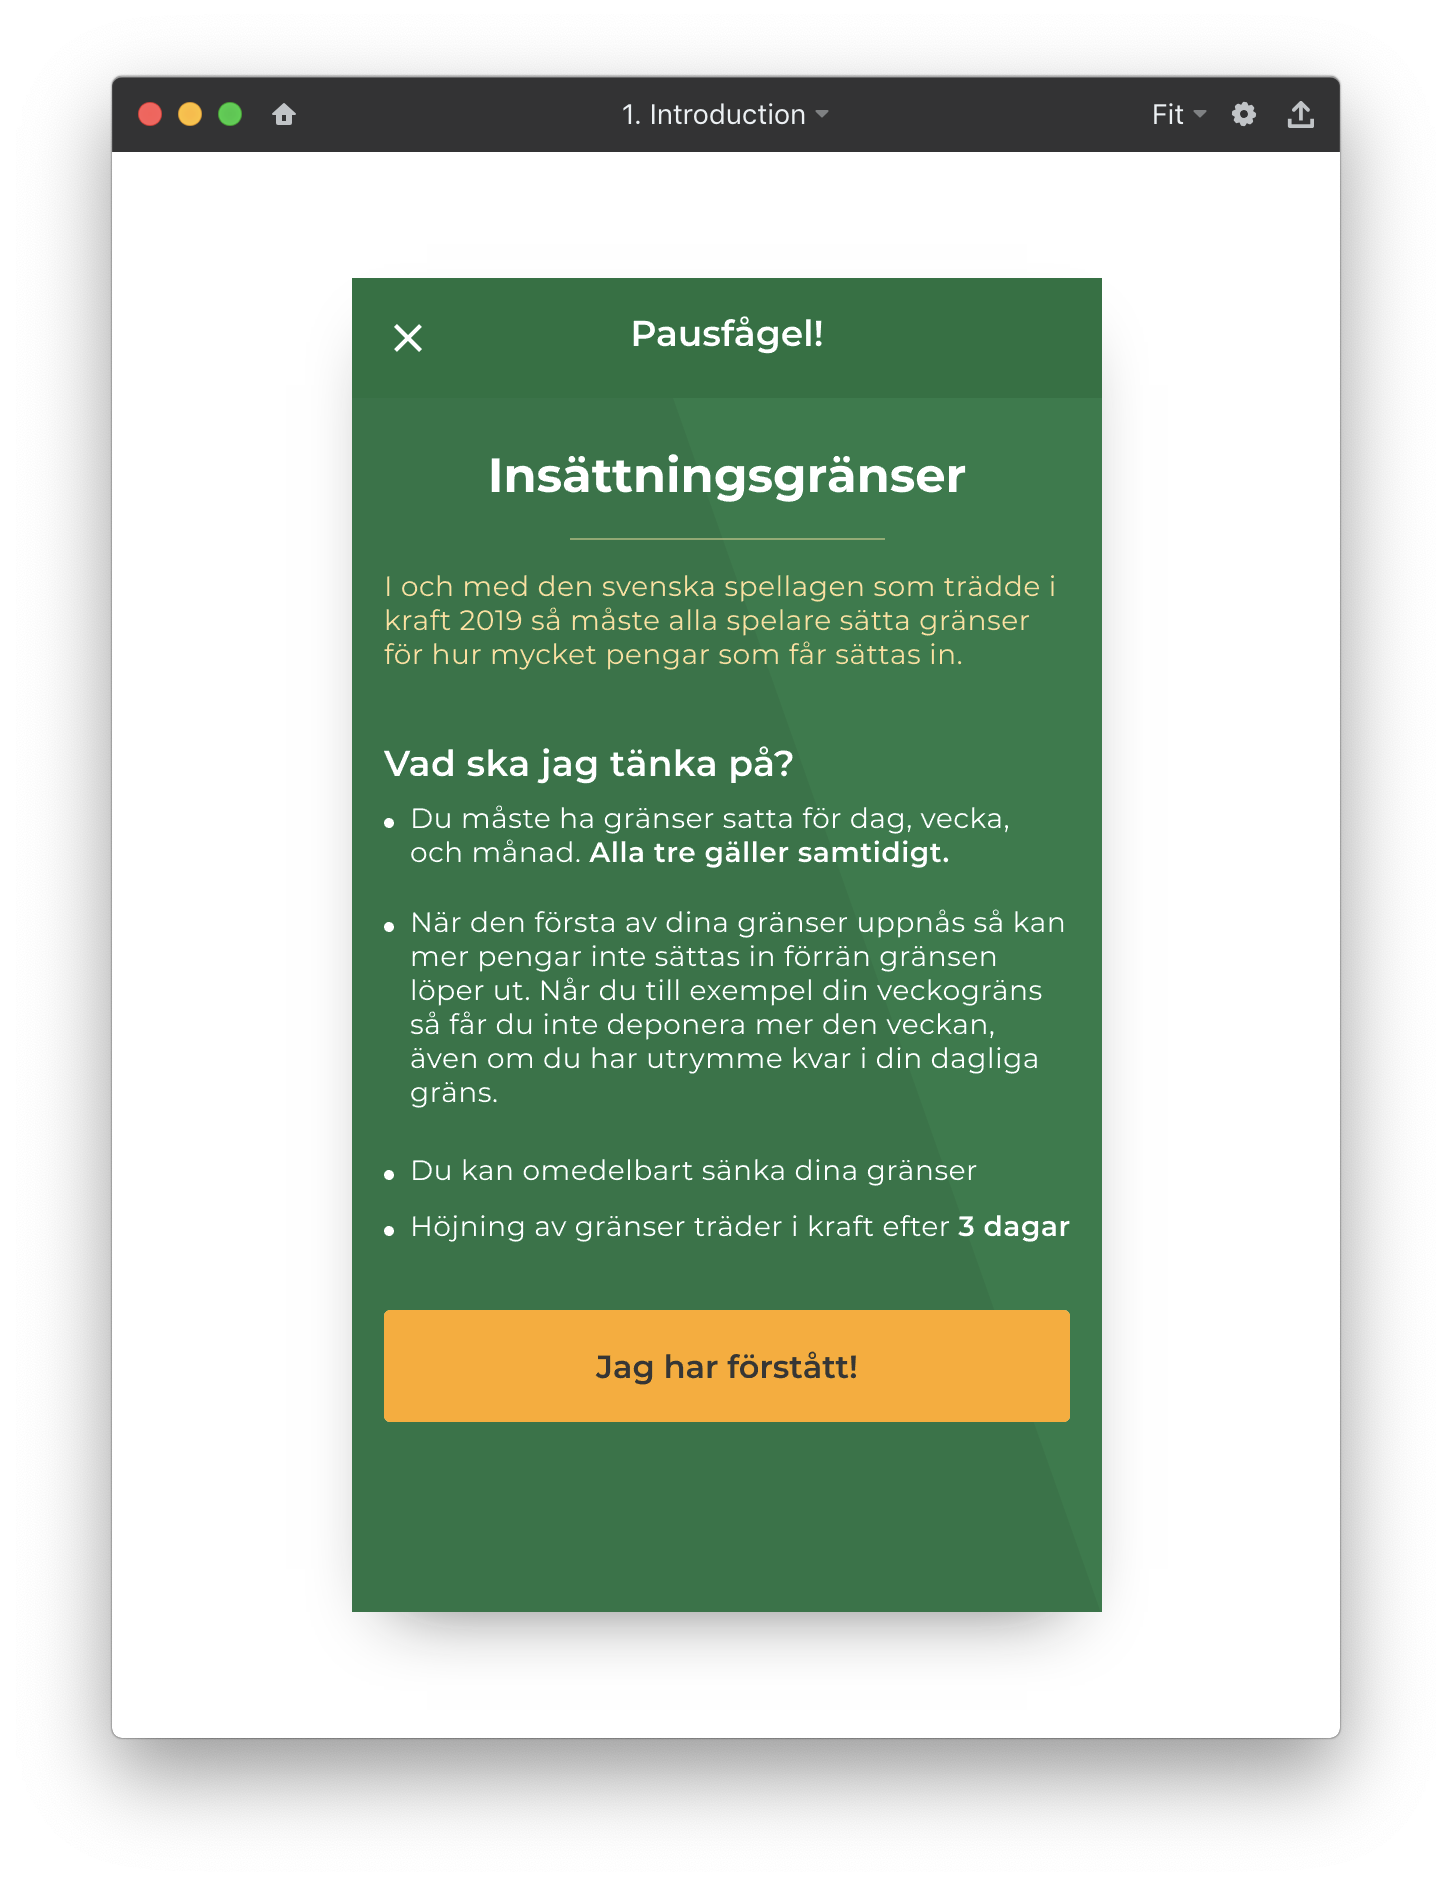 1. Introduction
Fit
Pausfågel!
Insättningsgränser
I och med den svenska spellagen som trädde i
kraft 2019 så måste alla spelare sätta gränser
för hur mycket pengar som får sättas in.
Vad ska jag tänka på?
• Du måste ha gränser satta för dag, vecka,
och månad. Alla tre gäller samtidigt.
• När den första av dina gränser uppnås så kan
mer pengar inte sättas in förrän gränsen
löper ut. Når du till exempel din veckogräns
så får du inte deponera mer den veckan,
även om du har utrymme kvar i din dagliga
gräns.
• Du kan omedelbart sänka dina gränser
• Höjning av gränser träder i kraft efter 3 dagar
Jag har förstått!